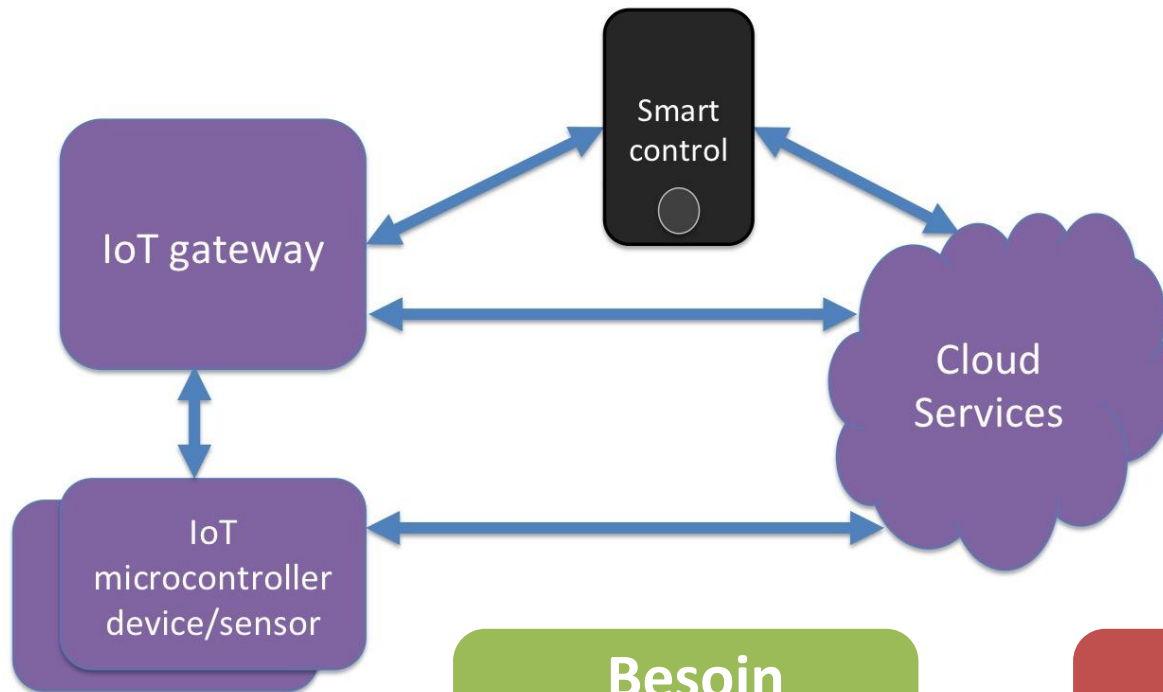 Smart
control
IoT gateway
Cloud
Services
IoT
microcontroller
device/sensor
Besoin